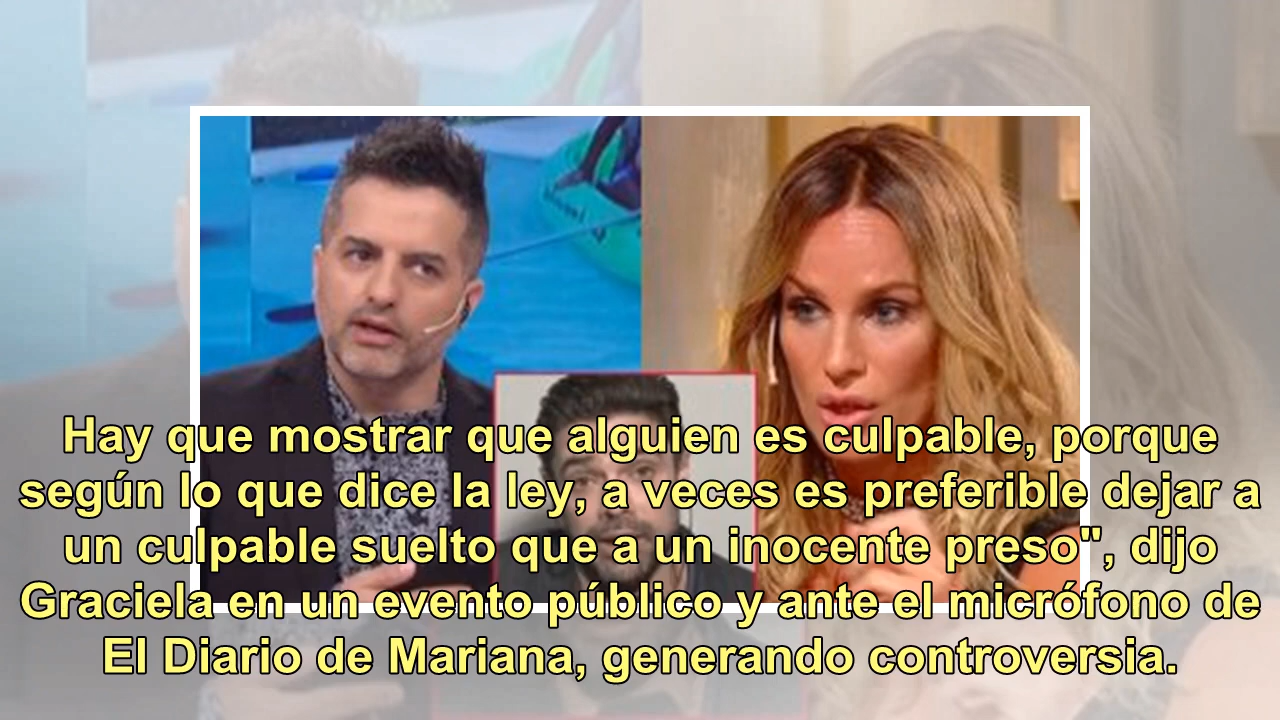 Hay que mostrar que alguien es culpable, porque
según lo que dice la ley, a veces es preferible dejar a
un culpable suelto que a un inocente preso", dijo
Graciela en un evento público y ante el micrófono de
El Diario de Mariana, generando controversia.